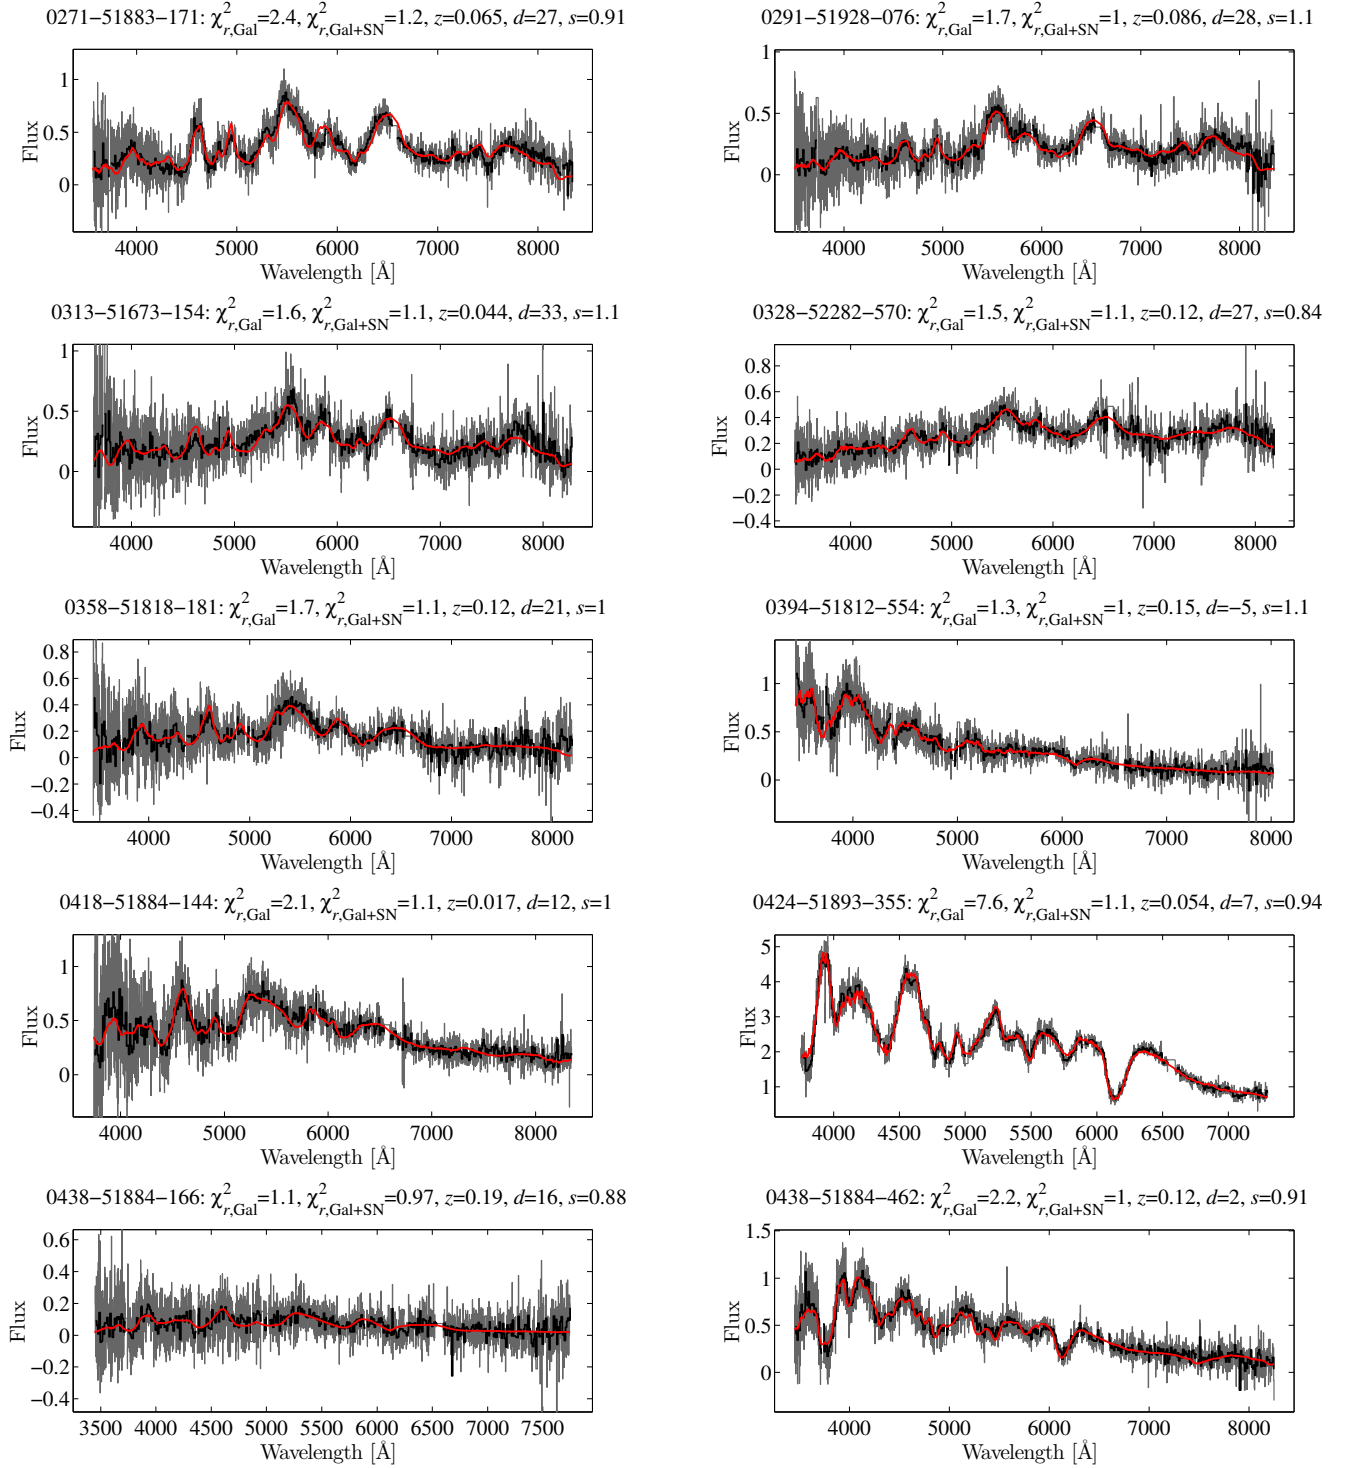 0271−51883−171: χ²r,Gal=2.4, χ²r,Gal+SN=1.2, z=0.065, d=27, s=0.91
Flux
1
0.5
0
4000 5000 6000 7000 8000
Wavelength [Å]
0291−51928−076: χ²r,Gal=1.7, χ²r,Gal+SN=1, z=0.086, d=28, s=1.1
Flux
1
0.5
0
4000 5000 6000 7000 8000
Wavelength [Å]
0313−51673−154: χ²r,Gal=1.6, χ²r,Gal+SN=1.1, z=0.044, d=33, s=1.1
Flux
1
0.5
0
4000 5000 6000 7000 8000
Wavelength [Å]
0328−52282−570: χ²r,Gal=1.5, χ²r,Gal+SN=1.1, z=0.12, d=27, s=0.84
Flux
0.8
0.6
0.4
0.2
0
−0.2
−0.4
4000 5000 6000 7000 8000
Wavelength [Å]
0358−51818−181: χ²r,Gal=1.7, χ²r,Gal+SN=1.1, z=0.12, d=21, s=1
Flux
0.8
0.6
0.4
0.2
0
−0.2
−0.4
4000 5000 6000 7000 8000
Wavelength [Å]
0394−51812−554: χ²r,Gal=1.3, χ²r,Gal+SN=1, z=0.15, d=−5, s=1.1
Flux
1
0.5
0
4000 5000 6000 7000 8000
Wavelength [Å]
0418−51884−144: χ²r,Gal=2.1, χ²r,Gal+SN=1.1, z=0.017, d=12, s=1
Flux
1
0.5
0
4000 5000 6000 7000 8000
Wavelength [Å]
0424−51893−355: χ²r,Gal=7.6, χ²r,Gal+SN=1.1, z=0.054, d=7, s=0.94
Flux
5
4
3
2
1
4000 4500 5000 5500 6000 6500 7000
Wavelength [Å]
0438−51884−166: χ²r,Gal=1.1, χ²r,Gal+SN=0.97, z=0.19, d=16, s=0.88
Flux
0.6
0.4
0.2
0
−0.2
−0.4
3500 4000 4500 5000 5500 6000 6500 7000 7500
Wavelength [Å]
0438−51884−462: χ²r,Gal=2.2, χ²r,Gal+SN=1, z=0.12, d=2, s=0.91
Flux
1.5
1
0.5
0
4000 5000 6000 7000 8000
Wavelength [Å]